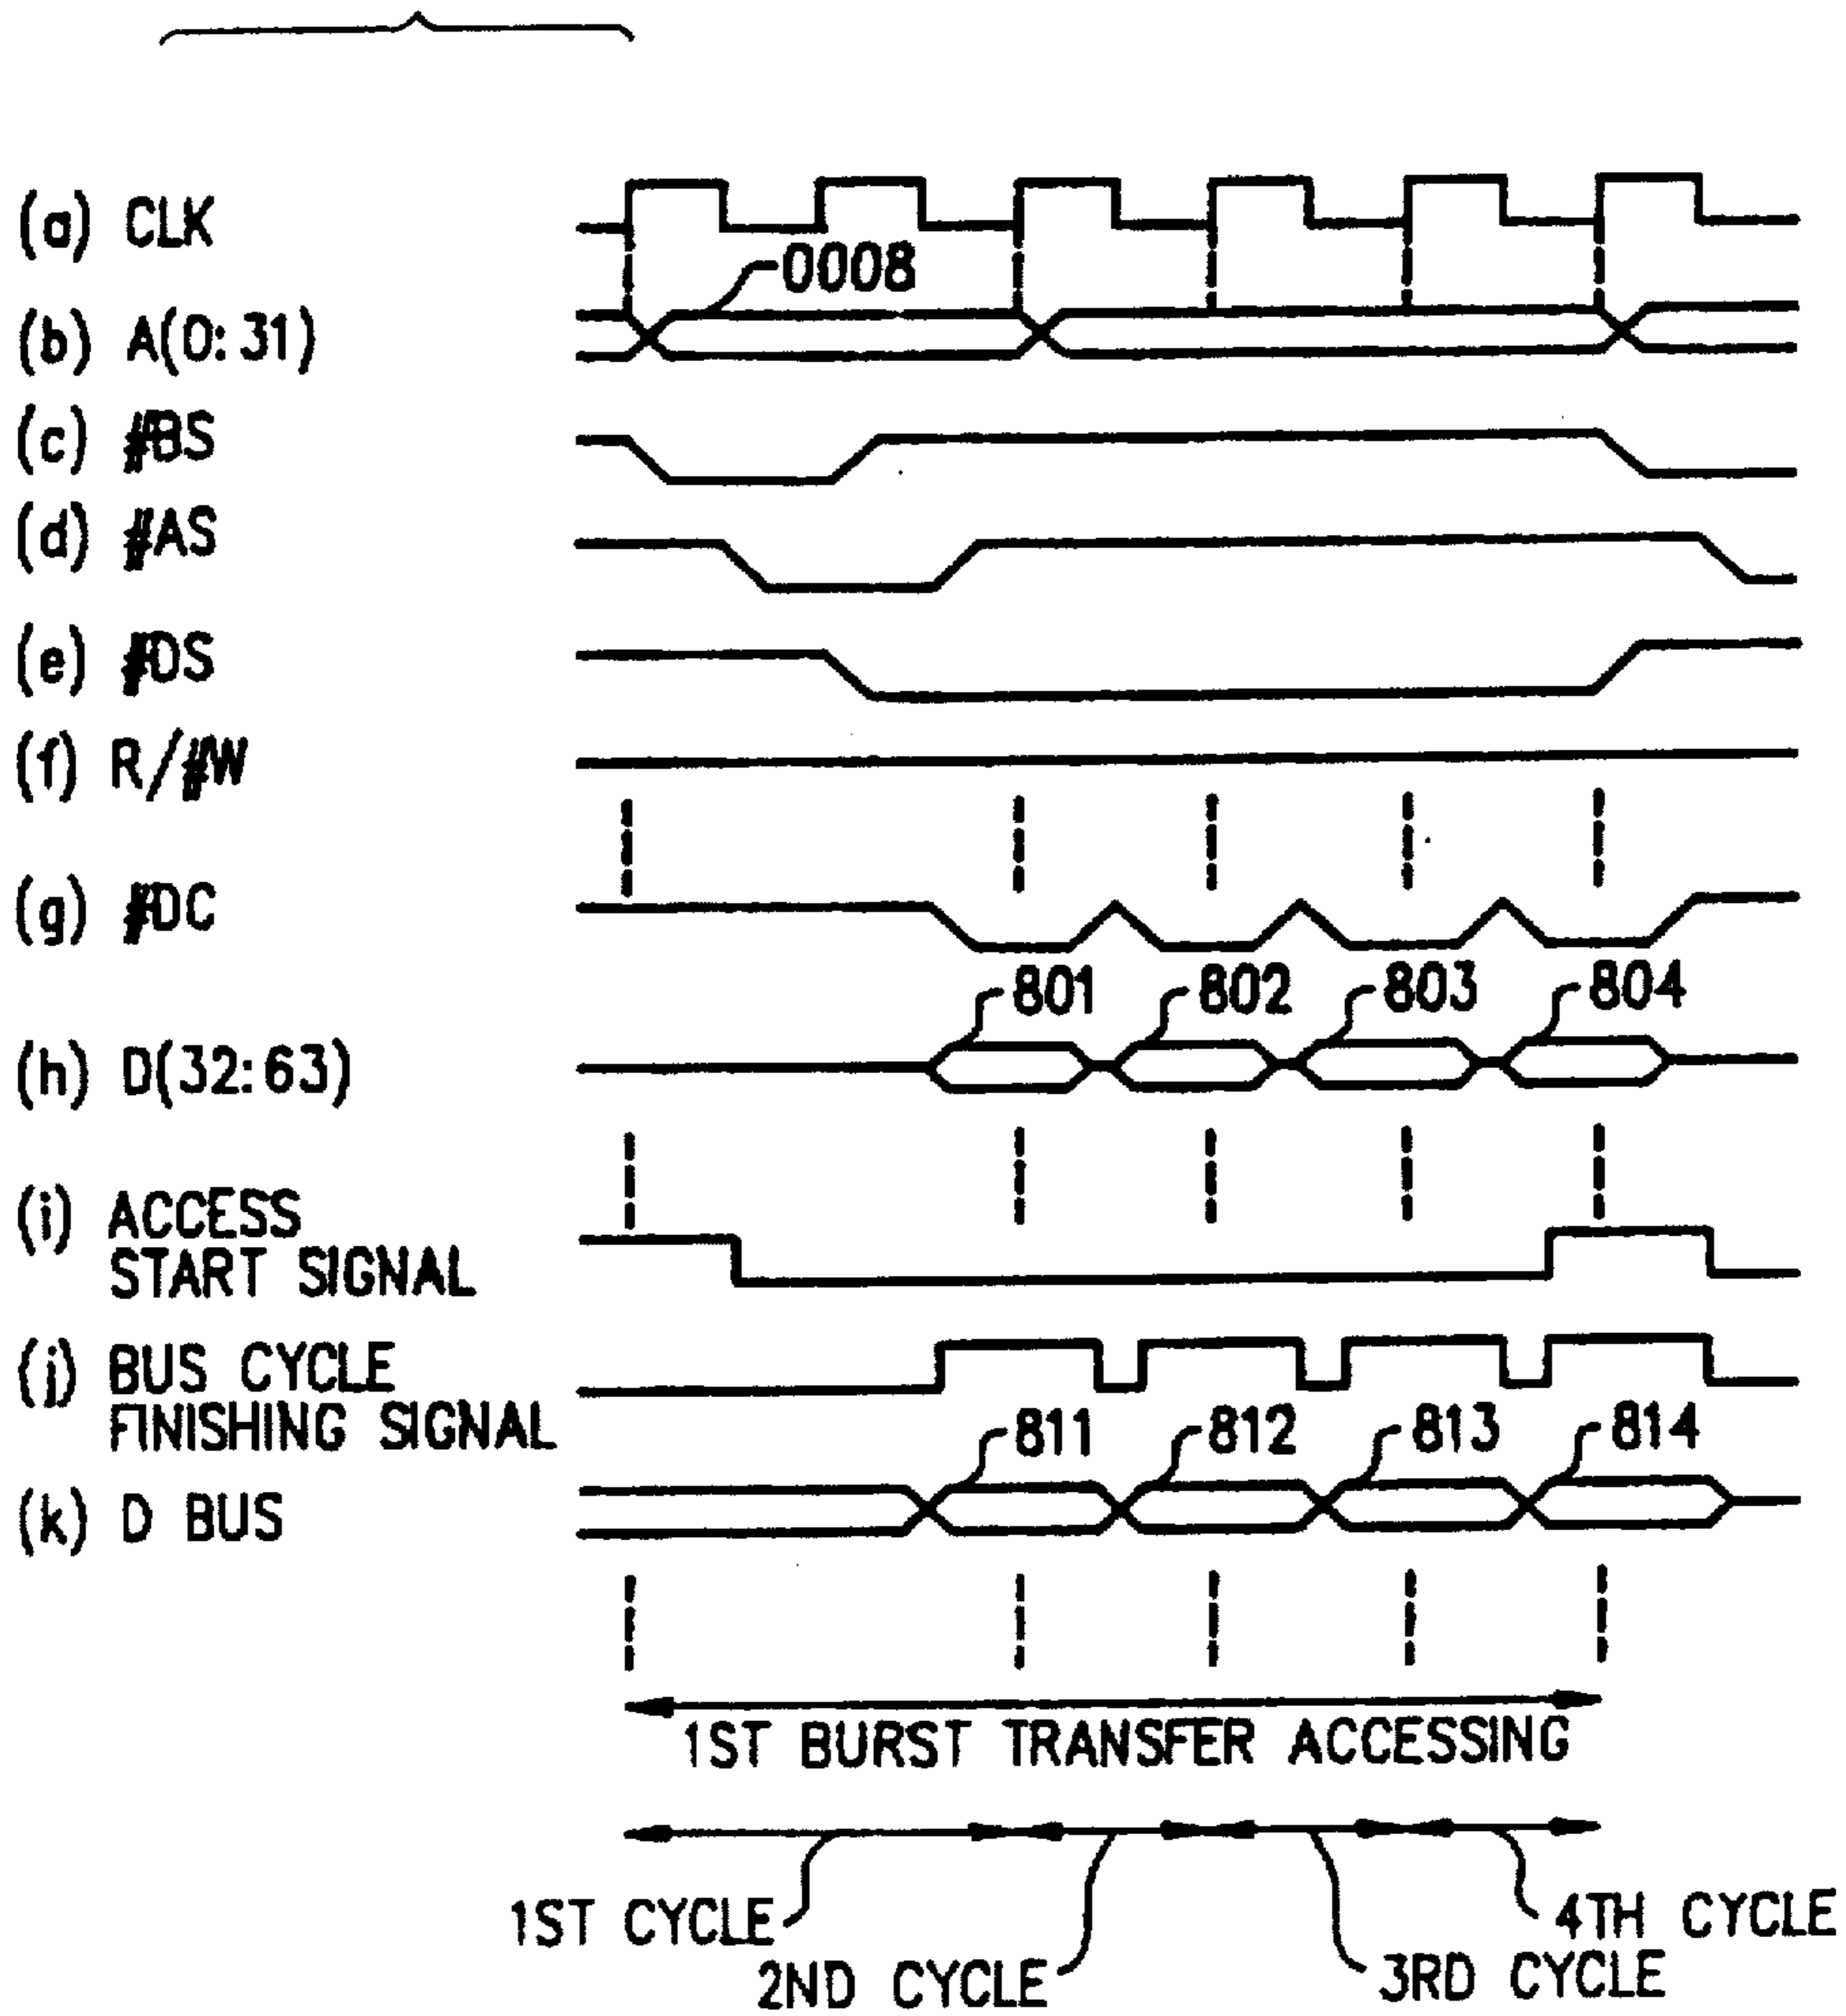 (a) CLK
0008
(b) A(0:31)
(c) #BS
(d) #AS
(e) #DS
(f) R/#W
(g) #DC
801 802 803 804
(h) D(32:63)
(i) ACCESS
START SIGNAL
(j) BUS CYCLE
FINISHING SIGNAL
811 812 813 814
(k) D BUS
1ST BURST TRANSFER ACCESSING
1ST CYCLE
4TH CYCLE
2ND CYCLE
3RD CYCLE